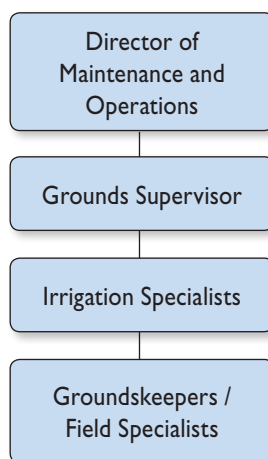 Director of
Maintenance and
Operations
Grounds Supervisor
Irrigation Specialists
Groundskeepers /
Field Specialists